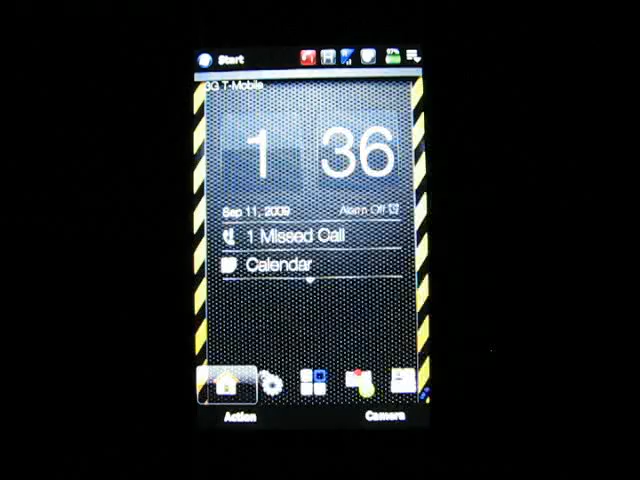 Start
3G T-Mobile
1 36
Sep 11, 2009 Alarm Off
1 Missed Call
Calendar
Action Camera